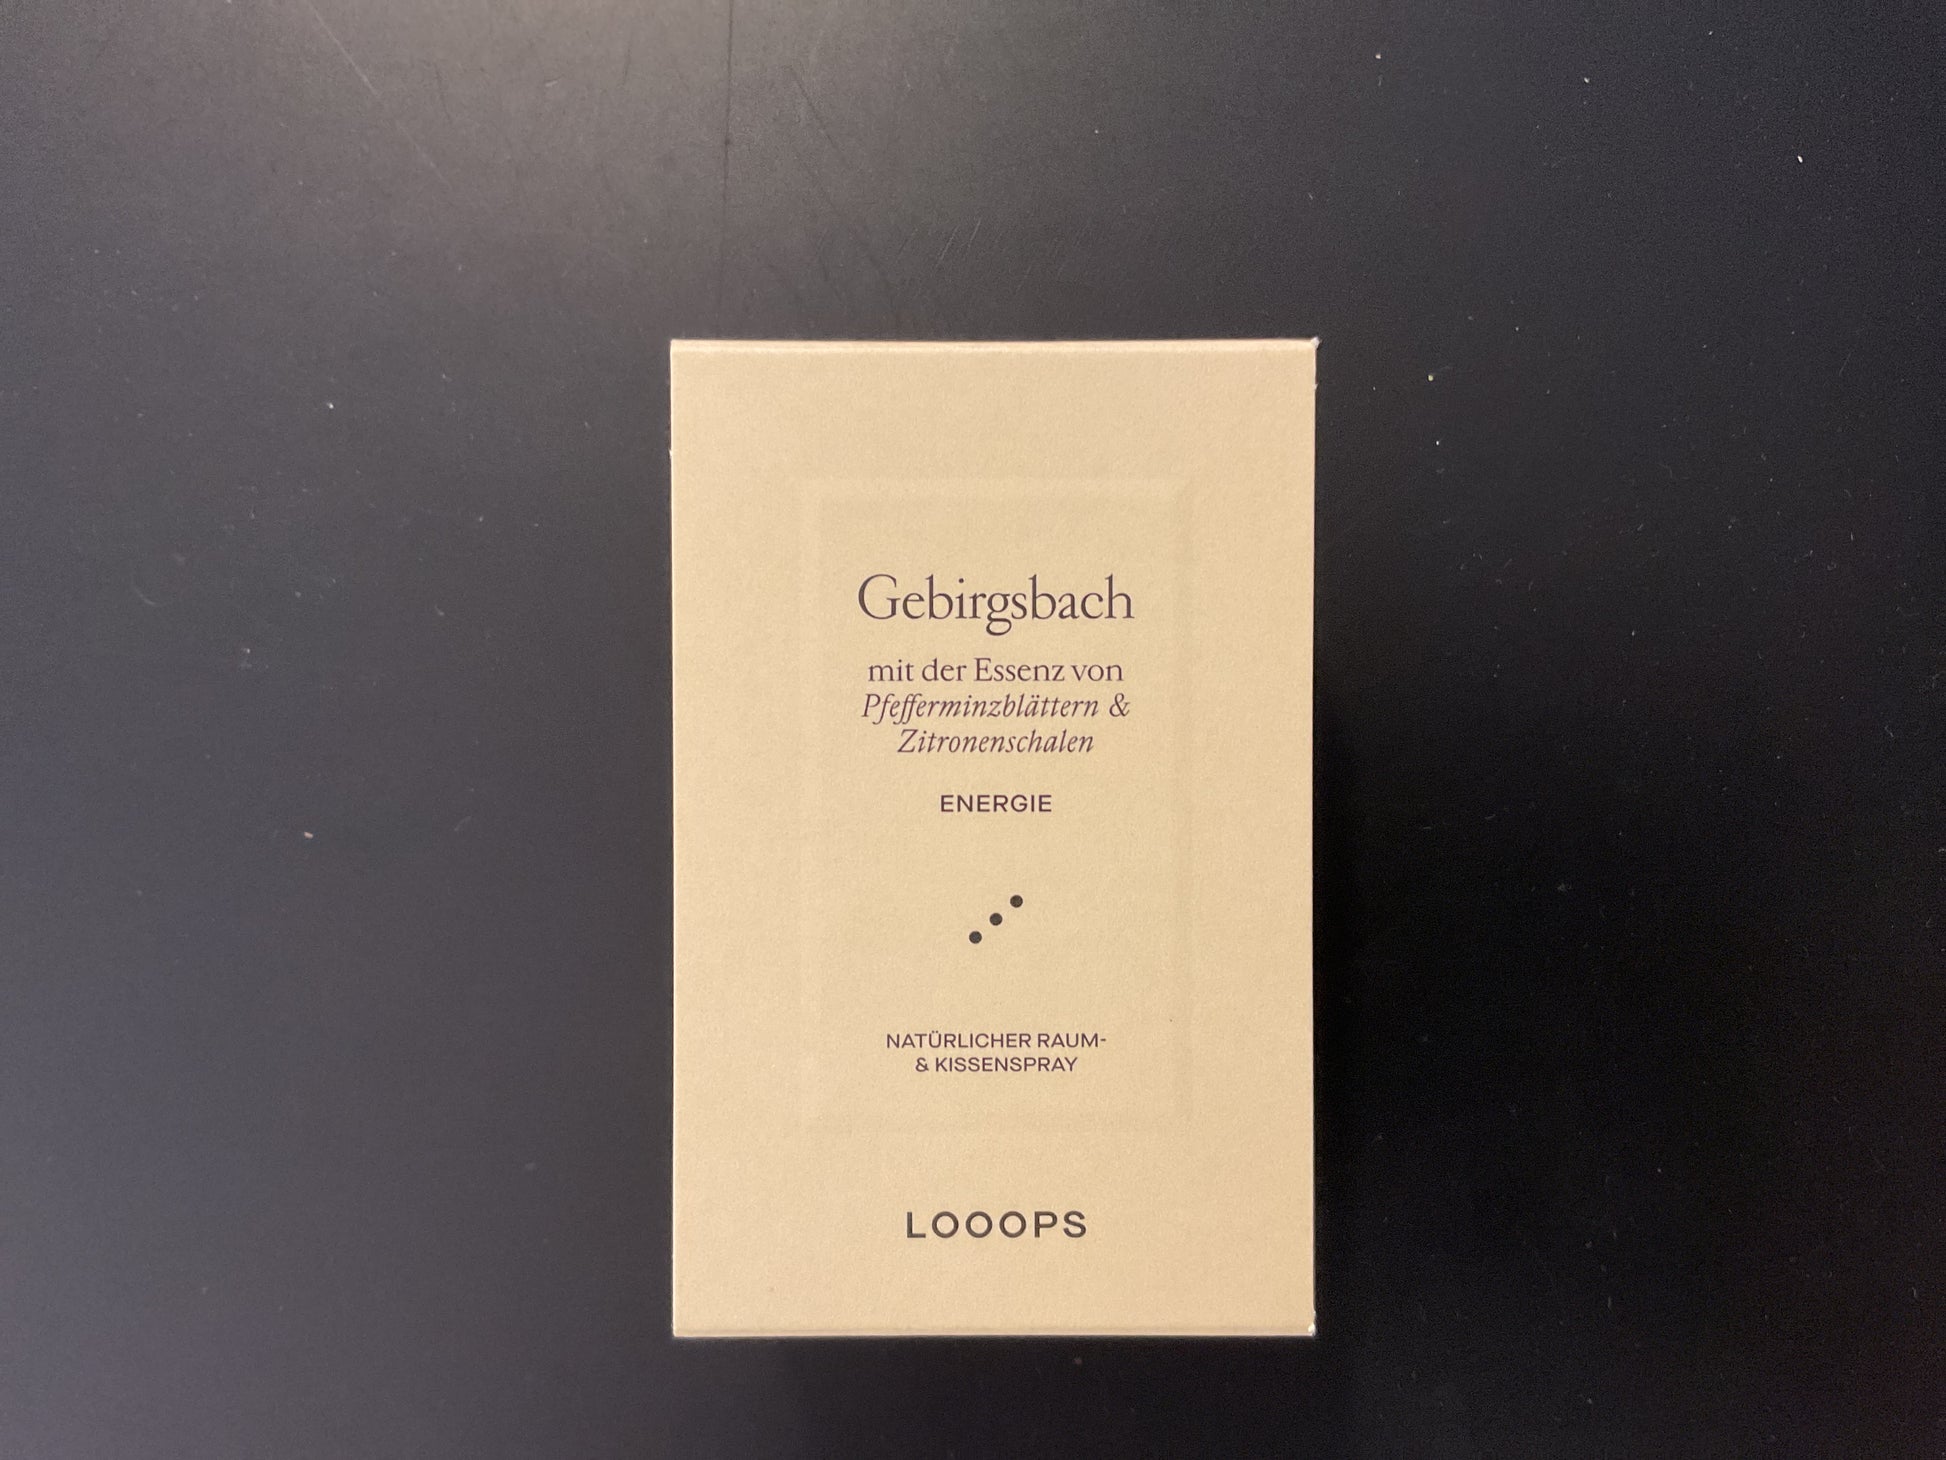 Gebirgsbach
mit der Essenz von
Pfefferminzblättern &
Zitronenschalen
ENERGIE
NATÜRLICHER RAUM-
& KISSENSPRAY
LOOOPS